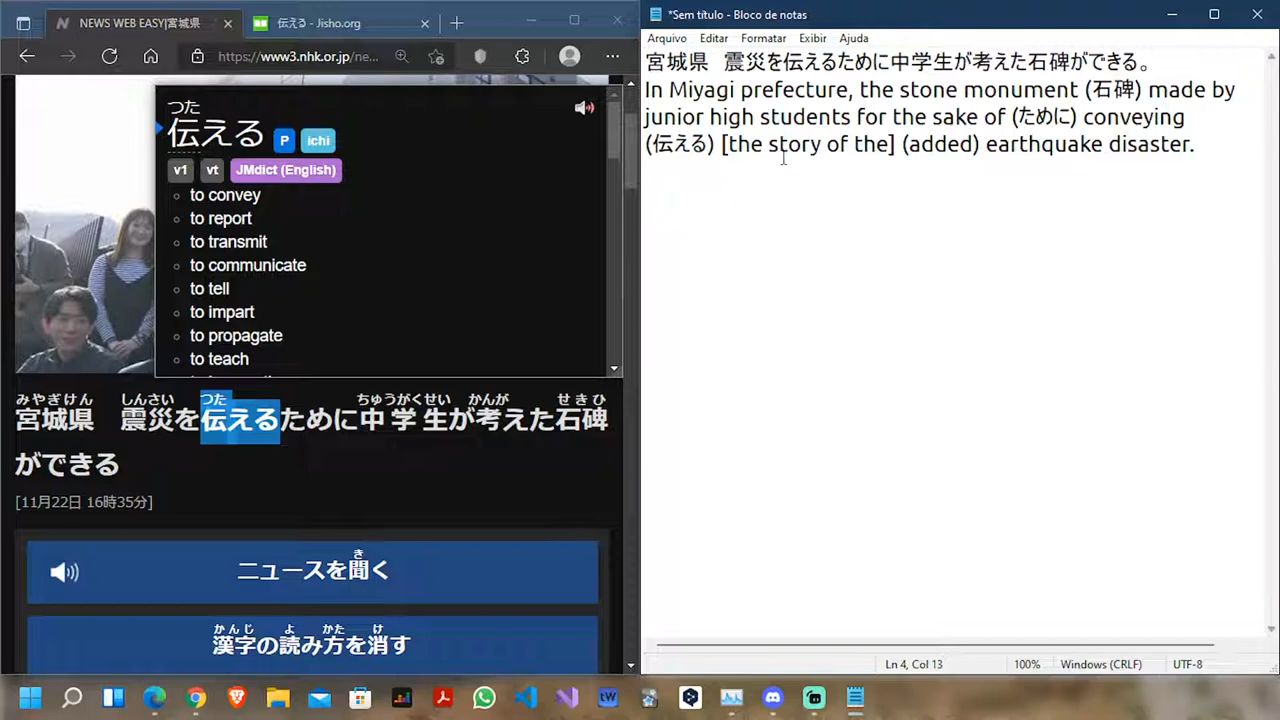 NEWS WEB EASY|宮城県
伝える - Jisho.org
https://www3.nhk.or.jp/ne...
つた
伝える
P
ichi
v1
vt
JMdict (English)
to convey
to report
to transmit
to communicate
to tell
to impart
to propagate
to teach
みやぎけん しんさい つた ちゅうがくせい かんが せきひ
宮城県 震災を伝えるために中学生が考えた石碑
ができる
[11月22日 16時35分]
き
ニュースを聞く
かんじ よ かた け
漢字の読み方を消す
*Sem título - Bloco de notas
Arquivo Editar Formatar Exibir Ajuda
宮城県 震災を伝えるために中学生が考えた石碑ができる。
In Miyagi prefecture, the stone monument (石碑) made by
junior high students for the sake of (ために) conveying
(伝える) [the story of the] (added) earthquake disaster.
Ln 4, Col 13
100%
Windows (CRLF)
UTF-8
tW